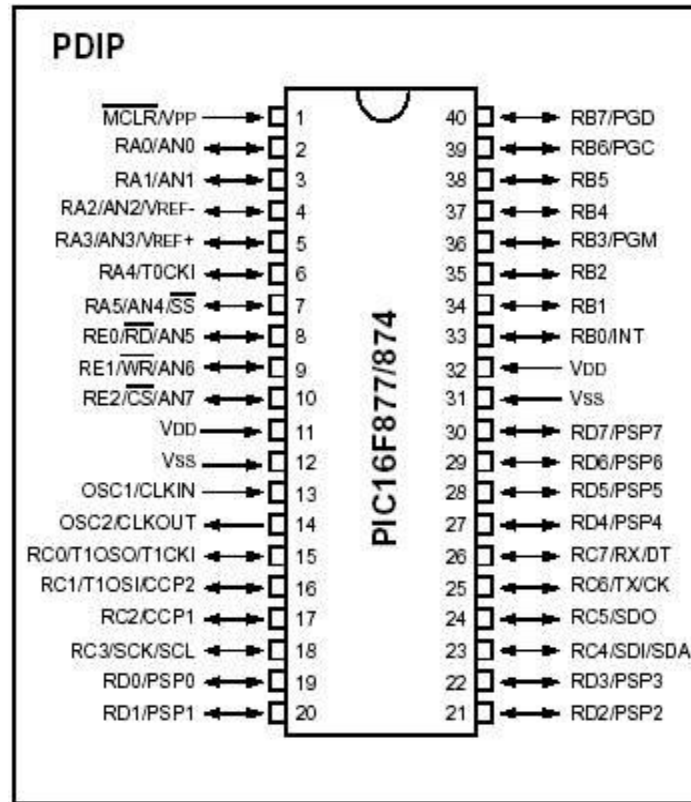 PDIP
MCLR/VPP 1 40 RB7/PGD
RA0/AN0 2 39 RB6/PGC
RA1/AN1 3 38 RB5
RA2/AN2/VREF- 4 37 RB4
RA3/AN3/VREF+ 5 36 RB3/PGM
RA4/T0CKI 6 35 RB2
RA5/AN4/SS 7 34 RB1
RE0/RD/AN5 8 33 RB0/INT
RE1/WR/AN6 9 32 VDD
RE2/CS/AN7 10 31 VSS
VDD 11 30 RD7/PSP7
VSS 12 29 RD6/PSP6
OSC1/CLKIN 13 28 RD5/PSP5
OSC2/CLKOUT 14 27 RD4/PSP4
RC0/T1OSO/T1CKI 15 26 RC7/RX/DT
RC1/T1OSI/CCP2 16 25 RC6/TX/CK
RC2/CCP1 17 24 RC5/SDO
RC3/SCK/SCL 18 23 RC4/SDI/SDA
RD0/PSP0 19 22 RD3/PSP3
RD1/PSP1 20 21 RD2/PSP2
PIC16F877/874